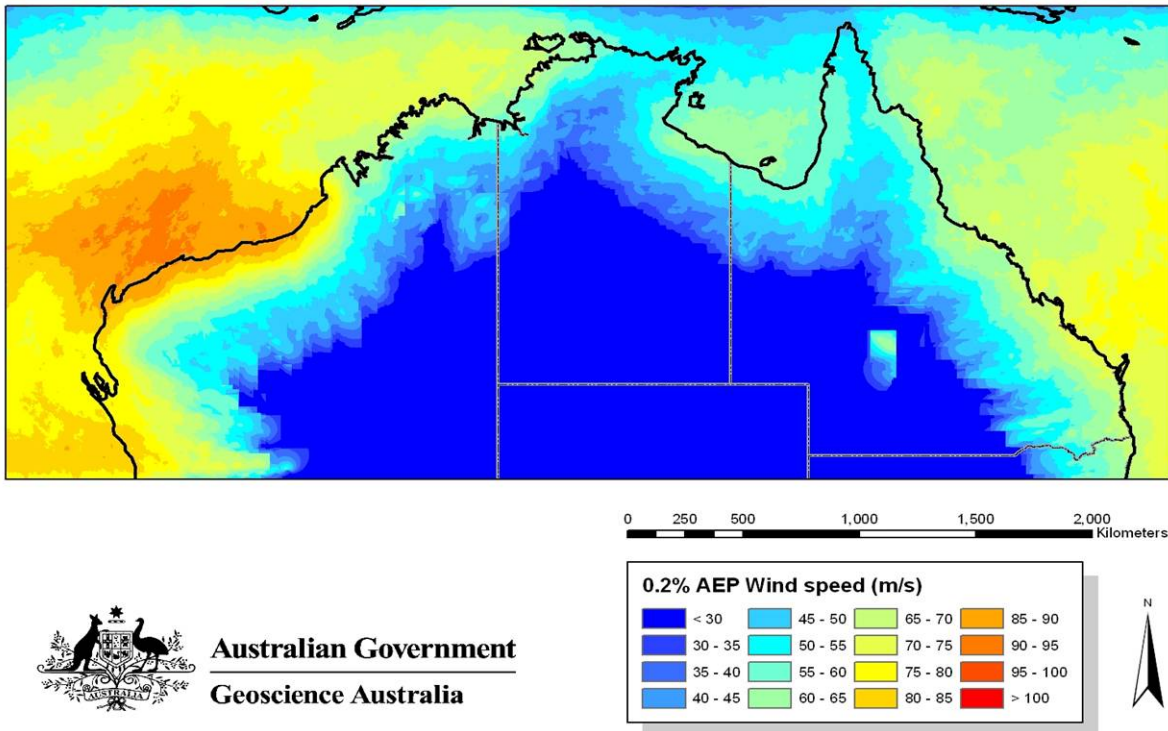 0 250 500 1,000 1,500 2,000
Kilometers
0.2% AEP Wind speed (m/s)
< 30 45 - 50 65 - 70 85 - 90
30 - 35 50 - 55 70 - 75 90 - 95
35 - 40 55 - 60 75 - 80 95 - 100
40 - 45 60 - 65 80 - 85 > 100
N
AUSTRALIA
Australian Government
Geoscience Australia